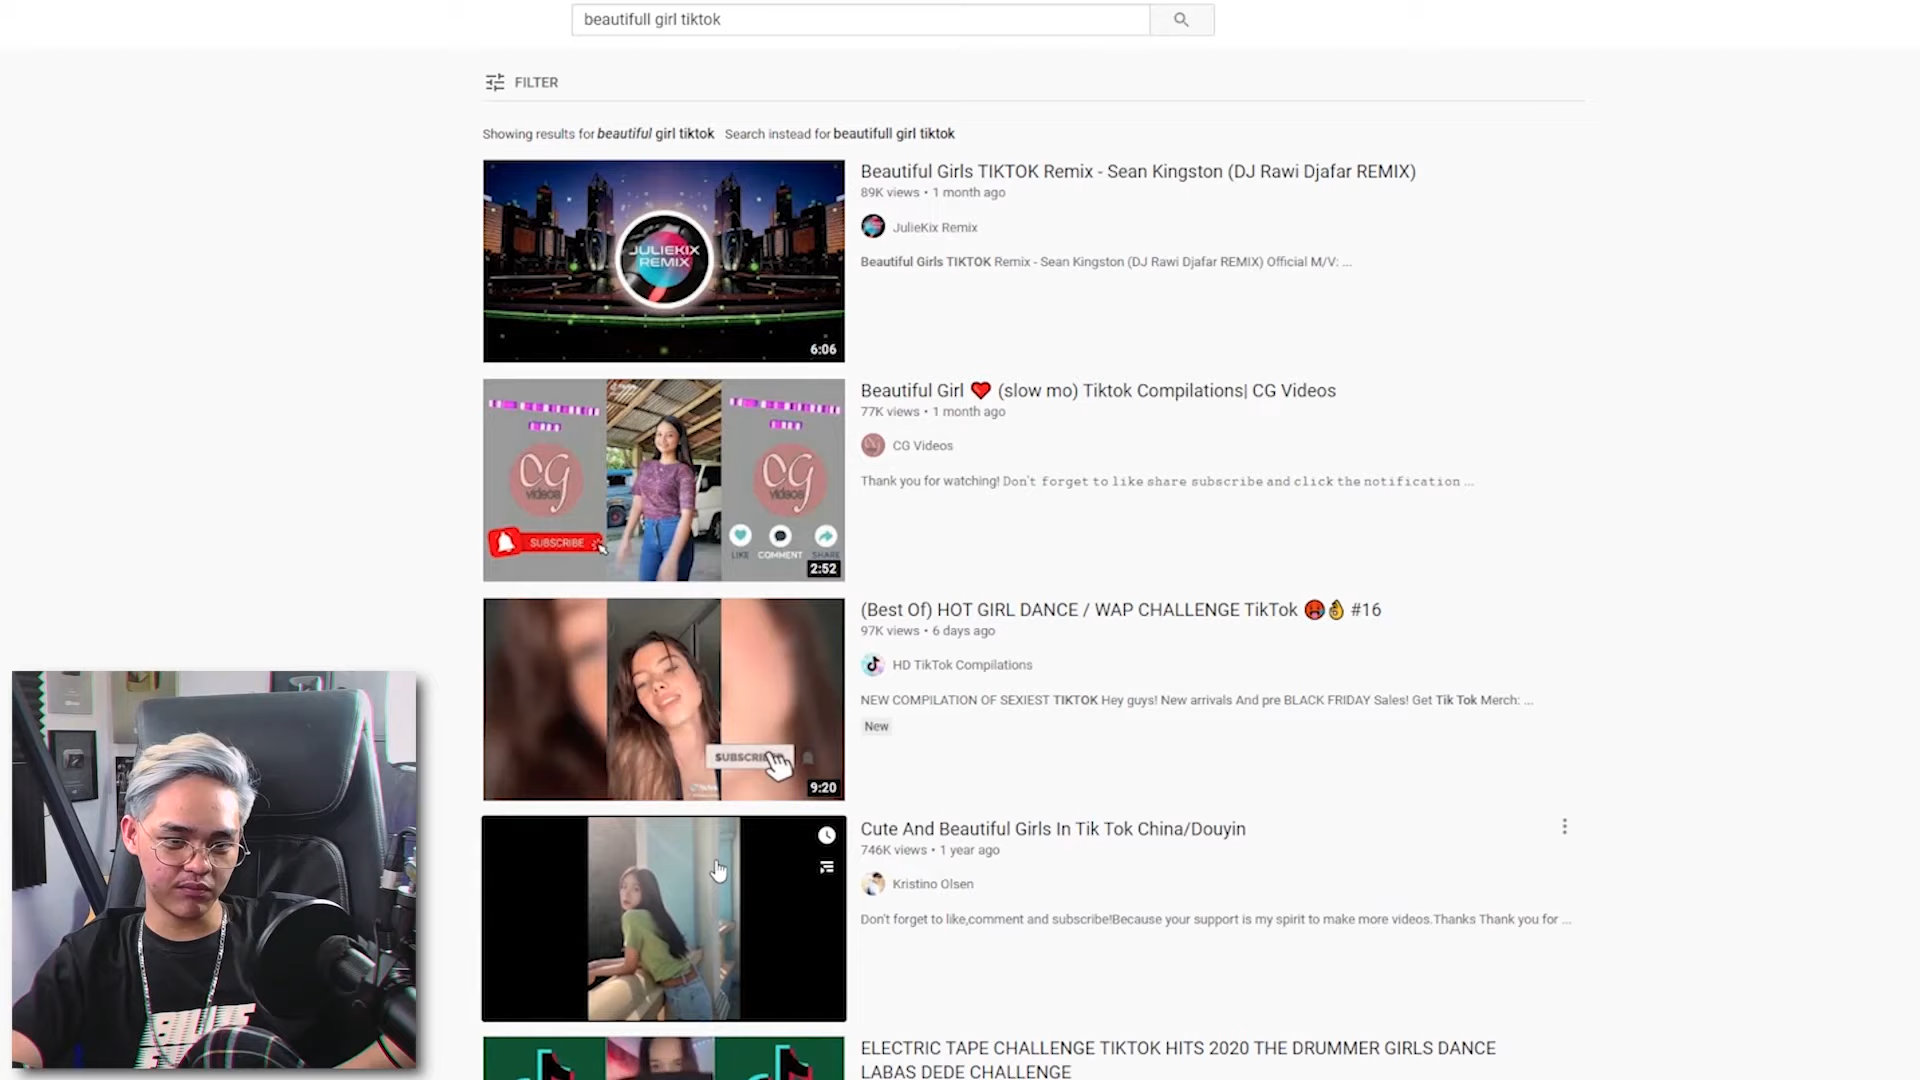 beautifull girl tiktok
FILTER
Showing results for beautiful girl tiktok Search instead for beautifull girl tiktok
JULIEKIX
REMIX
6:06
Beautiful Girls TIKTOK Remix - Sean Kingston (DJ Rawi Djafar REMIX)
89K views • 1 month ago
JulieKix Remix
Beautiful Girls TIKTOK Remix - Sean Kingston (DJ Rawi Djafar REMIX) Official M/V: ...
CG
videos
CG
videos
SUBSCRIBE
LIKE COMMENT SHARE
2:52
Beautiful Girl ❤️ (slow mo) Tiktok Compilations| CG Videos
77K views • 1 month ago
CG Videos
Thank you for watching! Don't forget to like share subscribe and click the notification ...
SUBSCRIBE
9:20
(Best Of) HOT GIRL DANCE / WAP CHALLENGE TikTok 🥵👌 #16
97K views • 6 days ago
HD TikTok Compilations
NEW COMPILATION OF SEXIEST TIKTOK Hey guys! New arrivals And pre BLACK FRIDAY Sales! Get Tik Tok Merch: ...
New
Cute And Beautiful Girls In Tik Tok China/Douyin
746K views • 1 year ago
Kristino Olsen
Don't forget to like,comment and subscribe!Because your support is my spirit to make more videos.Thanks Thank you for ...
ELECTRIC TAPE CHALLENGE TIKTOK HITS 2020 THE DRUMMER GIRLS DANCE
LABAS DEDE CHALLENGE